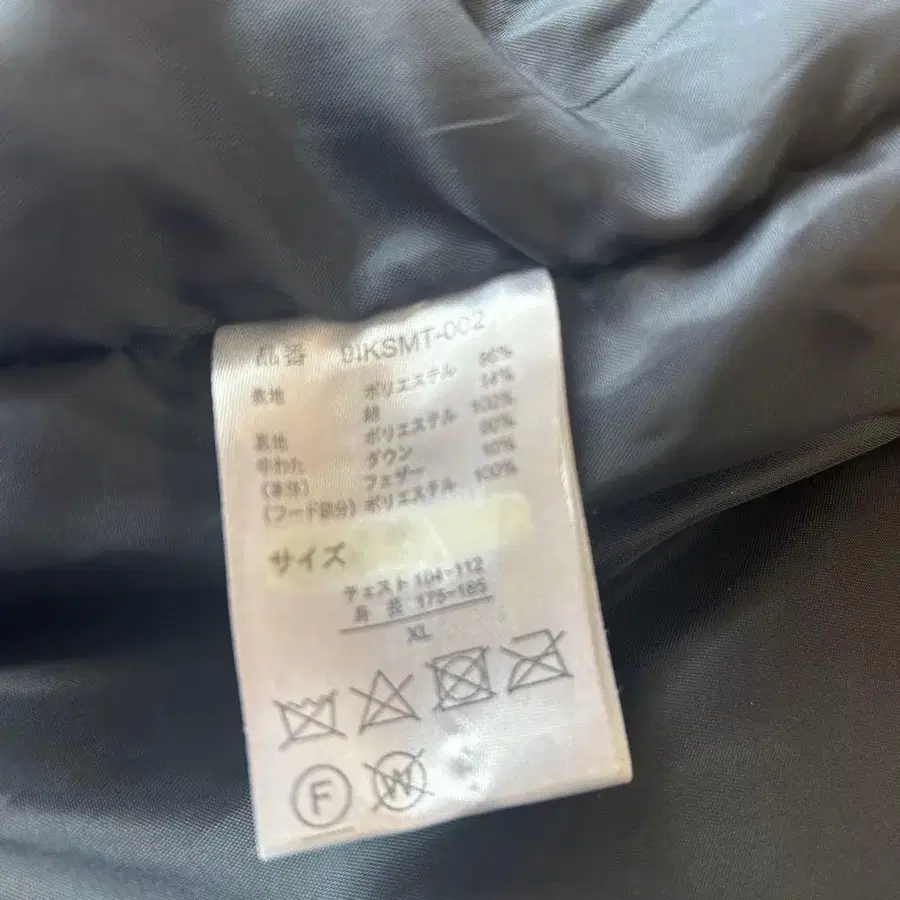 品番 91KSMT-002
表地 ポリエステル 86%
綿 14%
裏地 ポリエステル 100%
中わた ダウン 90%
(本体) フェザー 10%
(フード部分) ポリエステル 100%
サイズ
チェスト 104-112
身長 175-185
XL
F
W